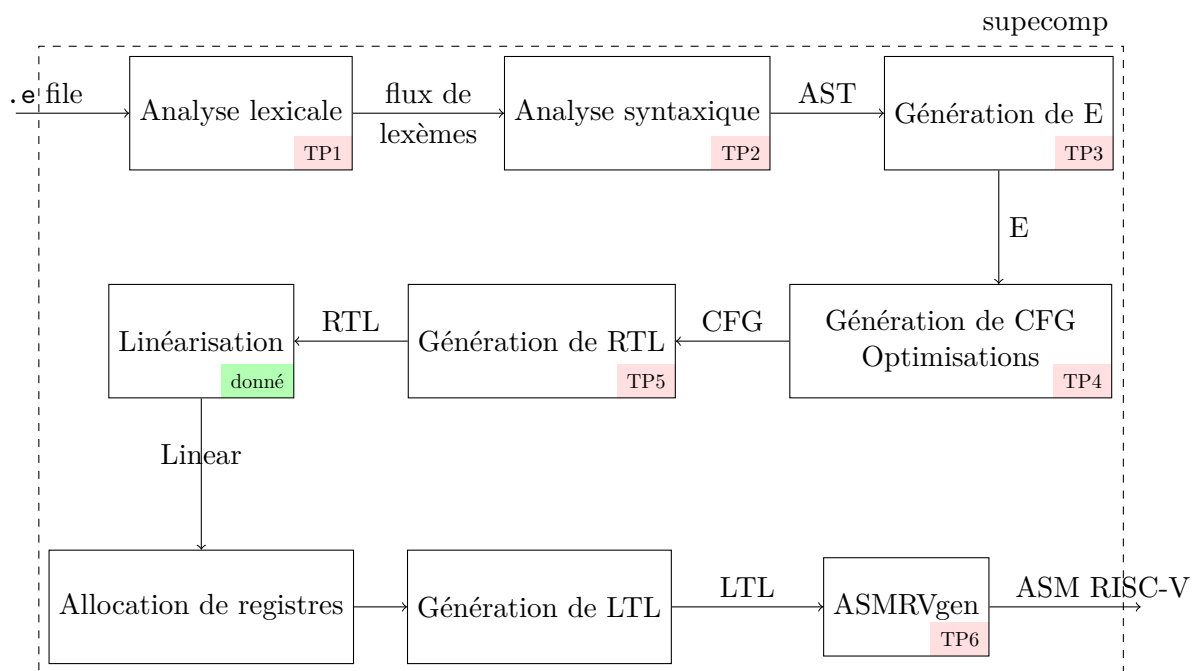 supecomp
.e file
Analyse lexicale
TP1
flux de
lexèmes
Analyse syntaxique
TP2
AST
Génération de E
TP3
E
Génération de CFG
Optimisations
TP4
CFG
Génération de RTL
TP5
RTL
Linéarisation
donné
Linear
Allocation de registres
Génération de LTL
LTL
ASMRVgen
TP6
ASM RISC-V